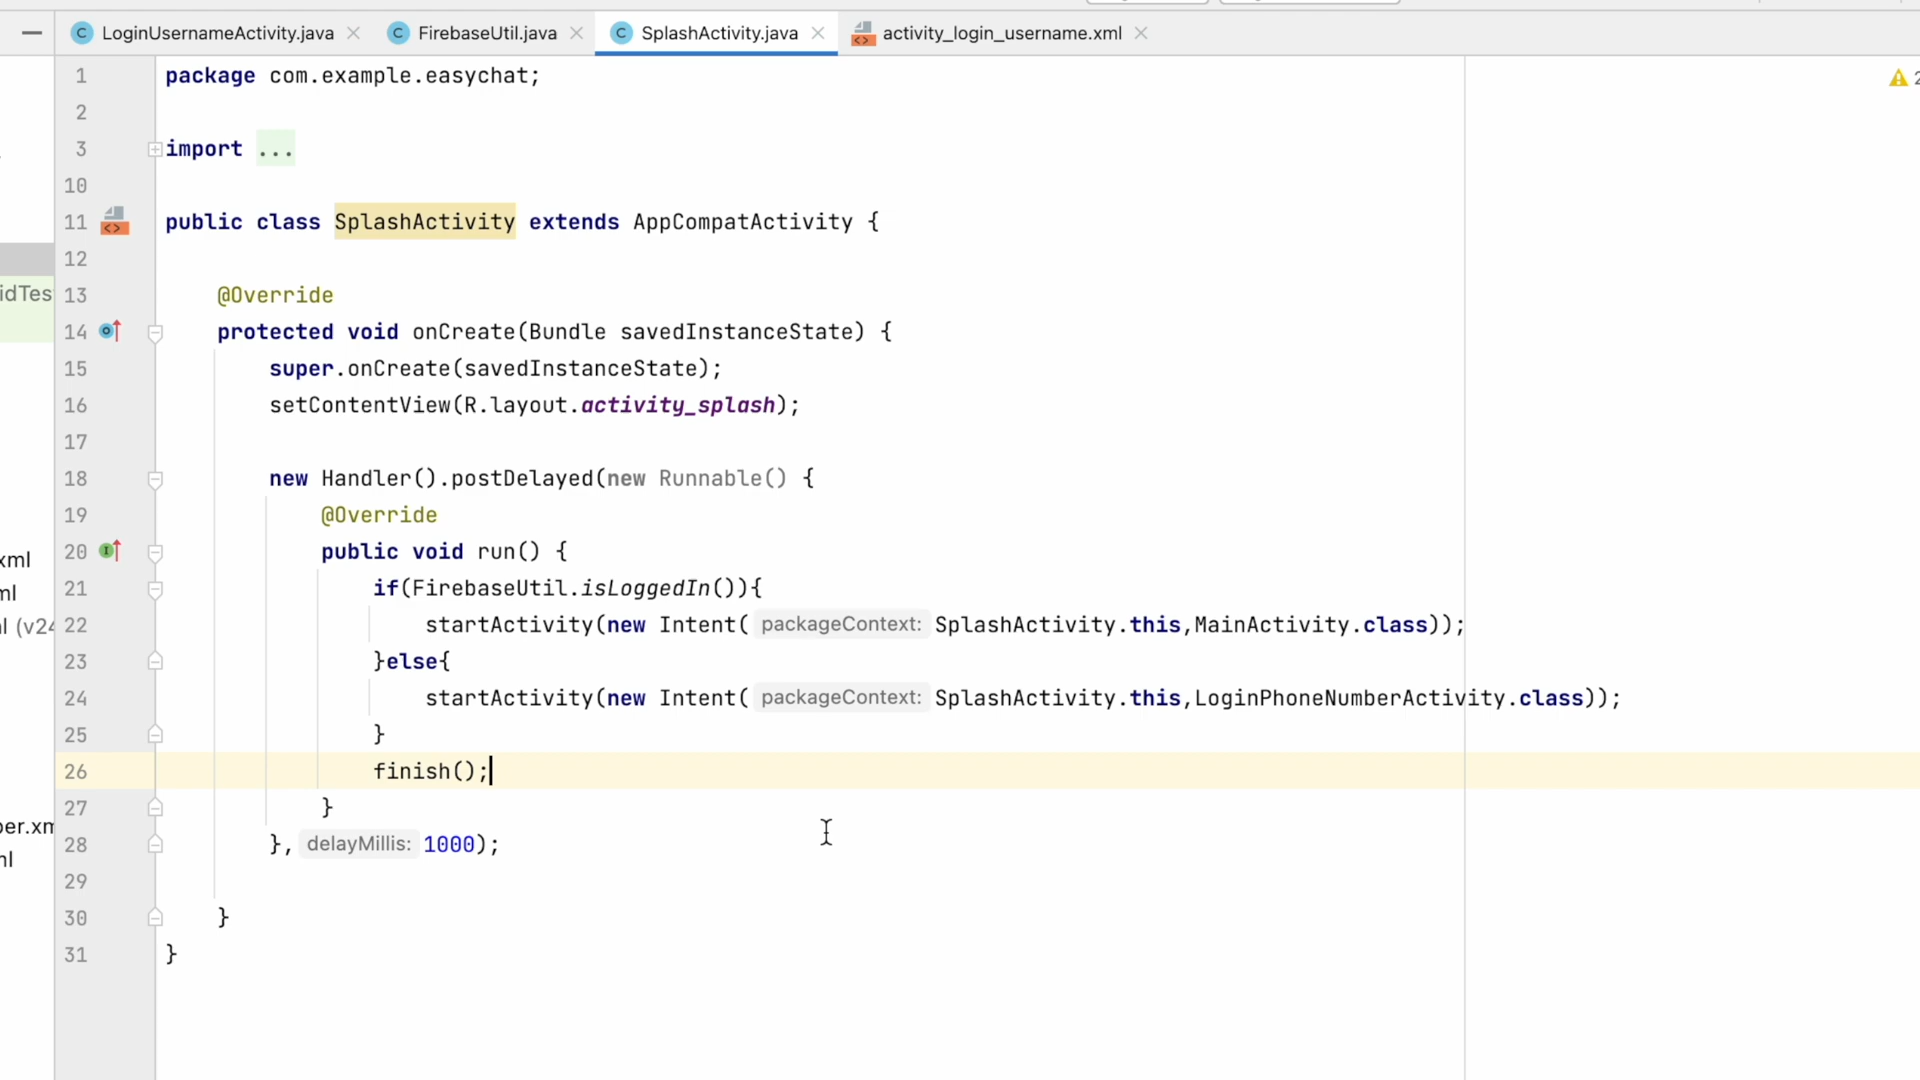 LoginUsernameActivity.java FirebaseUtil.java SplashActivity.java activity_login_username.xml
1 package com.example.easychat;
2
3 import ...
10
11 public class SplashActivity extends AppCompatActivity {
12
idTes 13 @Override
14 protected void onCreate(Bundle savedInstanceState) {
15 super.onCreate(savedInstanceState);
16 setContentView(R.layout.activity_splash);
17
18 new Handler().postDelayed(new Runnable() {
19 @Override
20 public void run() {
xml
21 if(FirebaseUtil.isLoggedIn()){
ml
22 startActivity(new Intent( packageContext: SplashActivity.this,MainActivity.class));
l (v24
23 }else{
24 startActivity(new Intent( packageContext: SplashActivity.this,LoginPhoneNumberActivity.class));
25 }
26 finish();
27 }
ber.xm
28 }, delayMillis: 1000);
ml
29
30 }
31 }